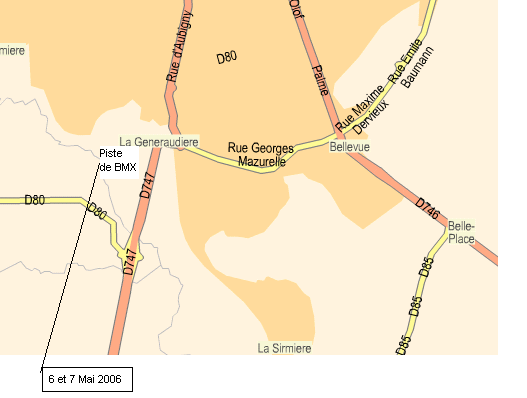 Olof
Rue d'Aubigny
D80
miere
Palme
Rue Emile
Baumann
Rue Maxime
Dervieux
La Generaudiere
Rue Georges
Mazurelle
Bellevue
Piste
de BMX
D747
D80
D80
D746
Belle-
Place
D747
D85
D85
D85
La Sirmiere
6 et 7 Mai 2006